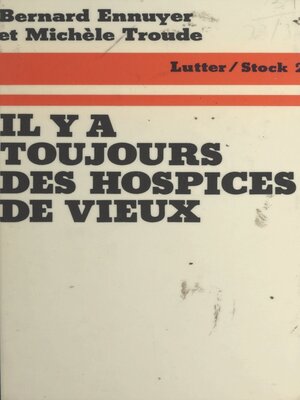 Bernard Ennuyer
et Michèle Troude
Lutter/Stock 2
IL Y A
TOUJOURS
DES HOSPICES
DE VIEUX